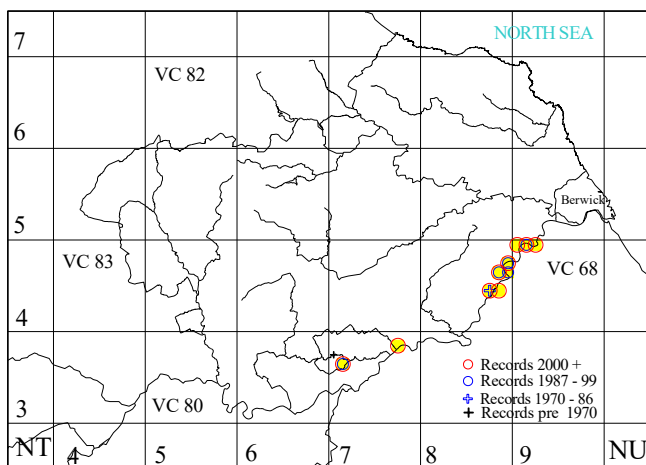 7
NORTH SEA
VC 82
6
Berwick
5
VC 83
VC 68
4
Records 2000 +
Records 1987 - 99
Records 1970 - 86
Records pre 1970
VC 80
3
NT 4 5 6 7 8 9 NU